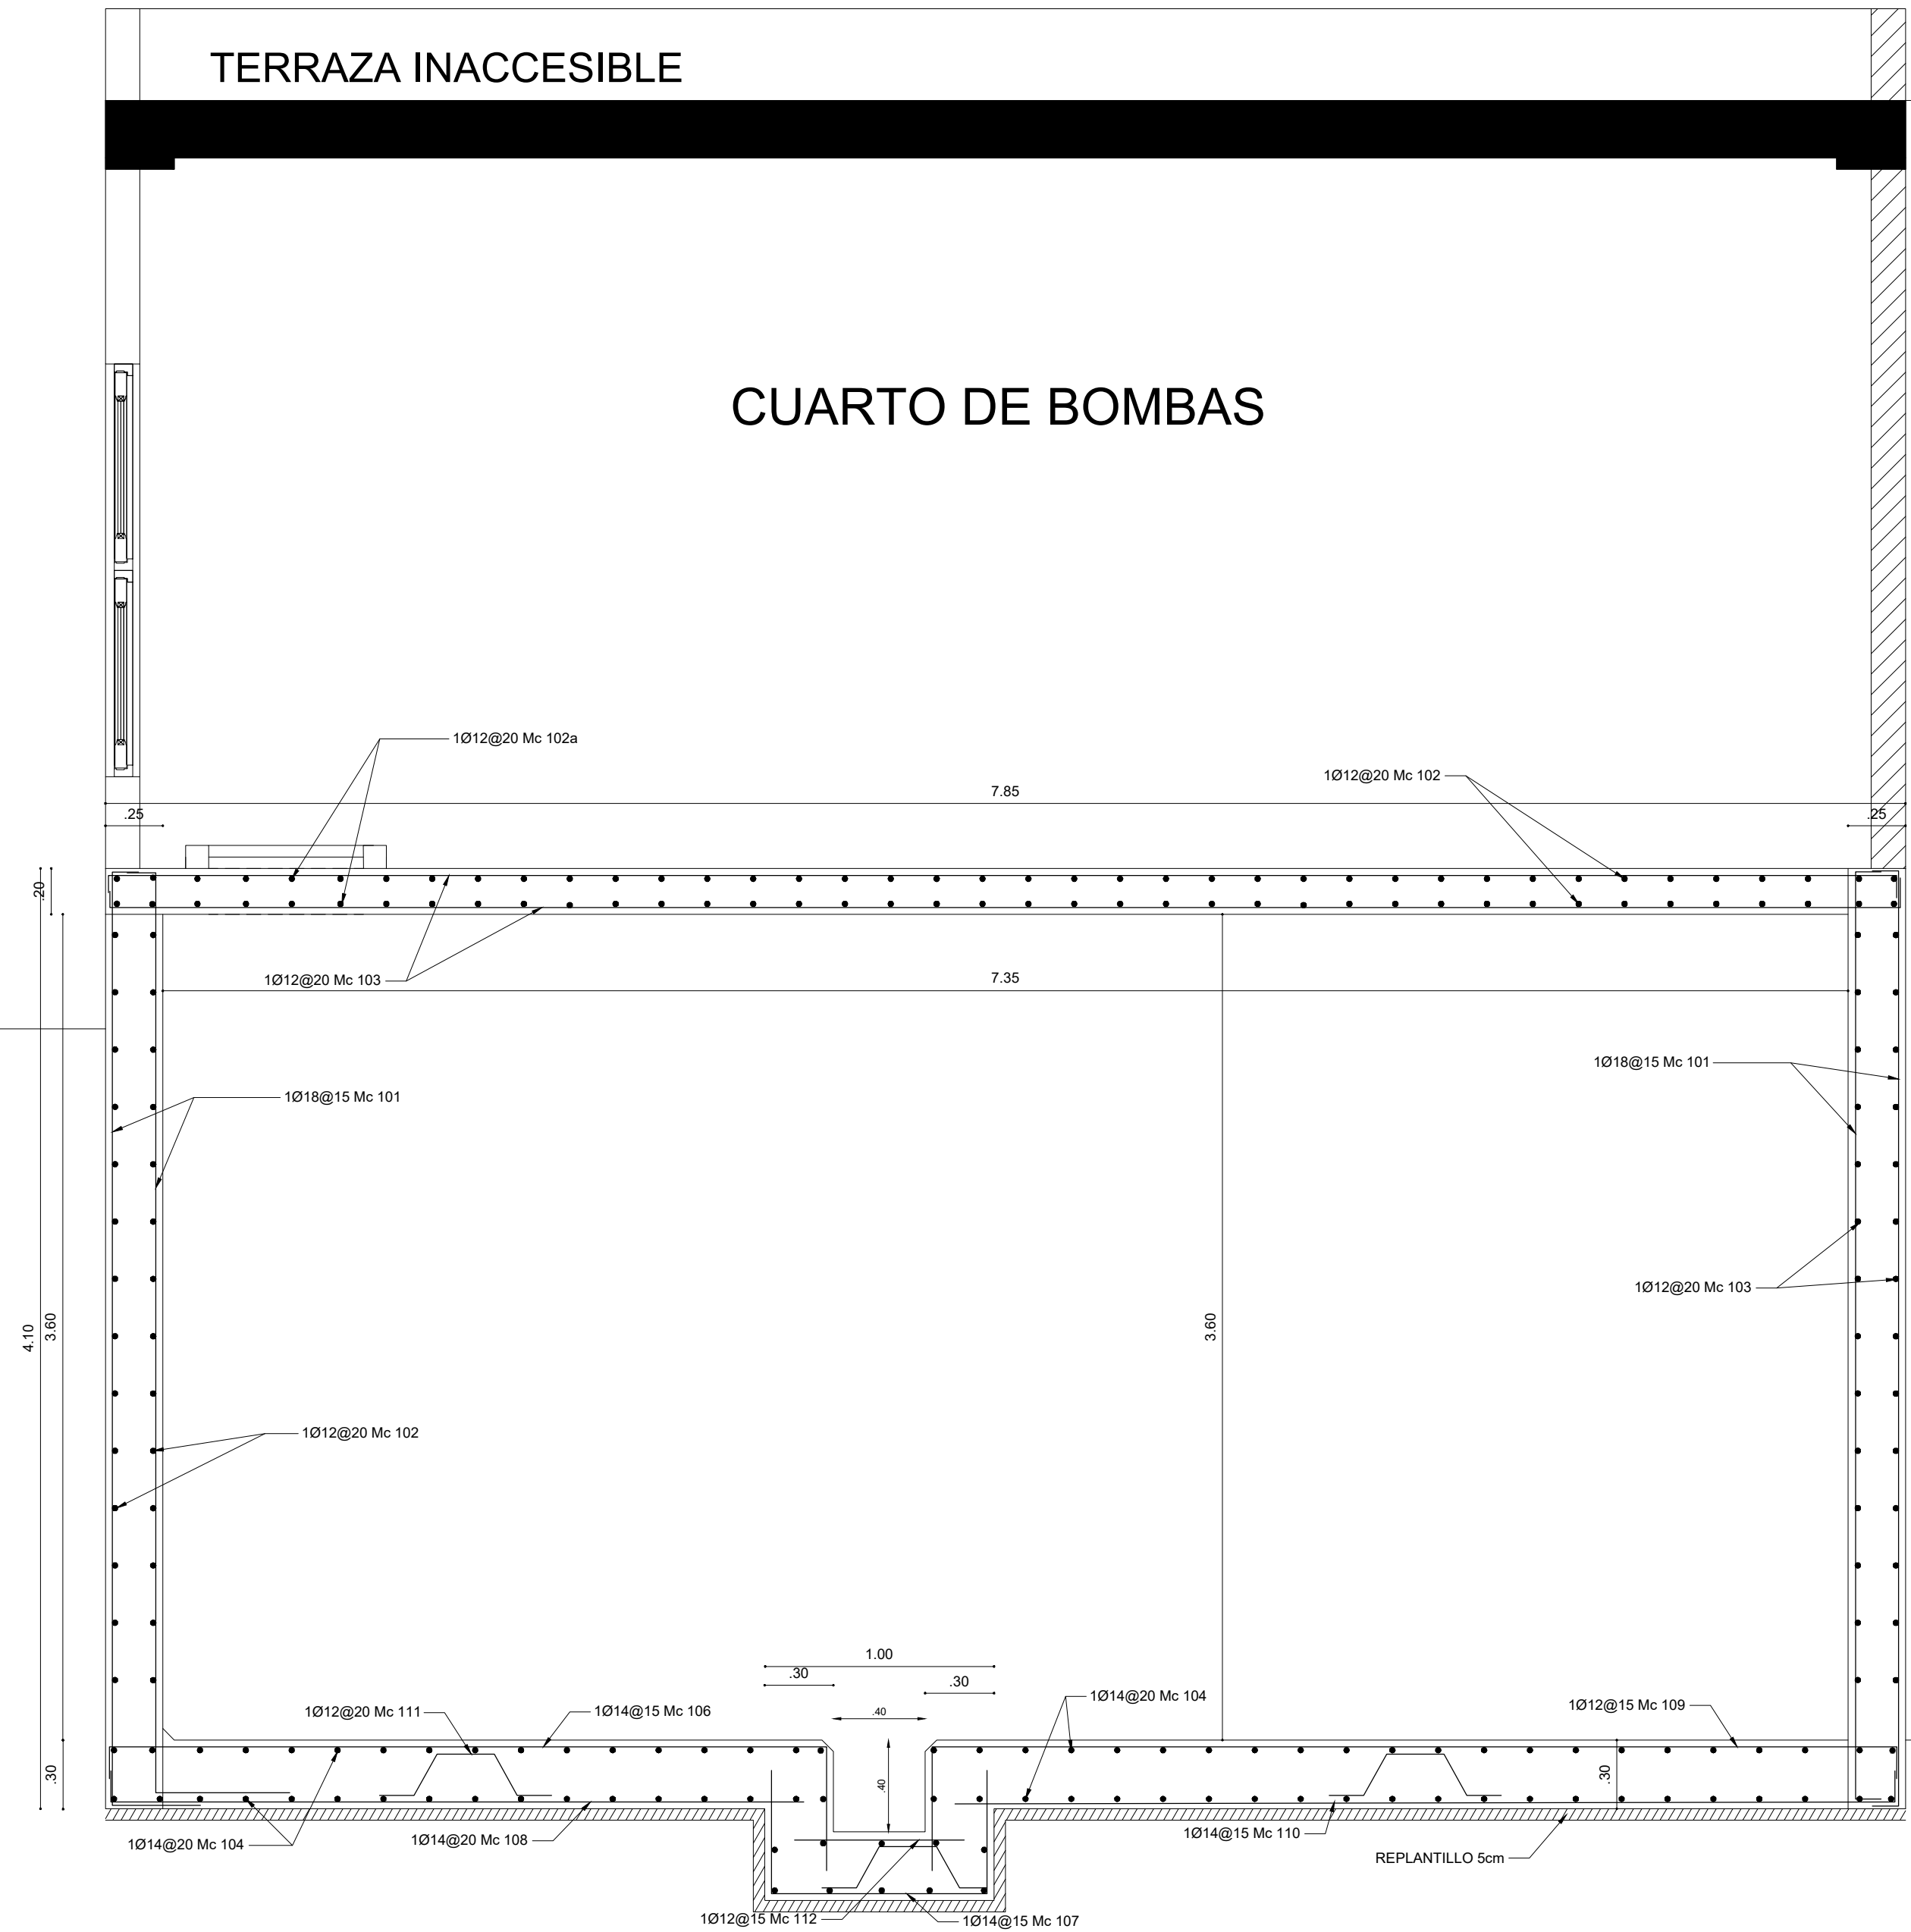 TERRAZA INACCESIBLE
CUARTO DE BOMBAS
1Ø12@20 Mc 102a
1Ø12@20 Mc 102
7.85
.25
.25
.20
1Ø12@20 Mc 103
7.35
1Ø18@15 Mc 101
1Ø18@15 Mc 101
1Ø12@20 Mc 103
4.10
3.60
3.60
1Ø12@20 Mc 102
1.00
.30
.30
1Ø12@20 Mc 111
1Ø14@15 Mc 106
.40
1Ø14@20 Mc 104
1Ø12@15 Mc 109
.30
.40
.30
1Ø14@20 Mc 104
1Ø14@20 Mc 108
1Ø14@15 Mc 110
REPLANTILLO 5cm
1Ø12@15 Mc 112
1Ø14@15 Mc 107